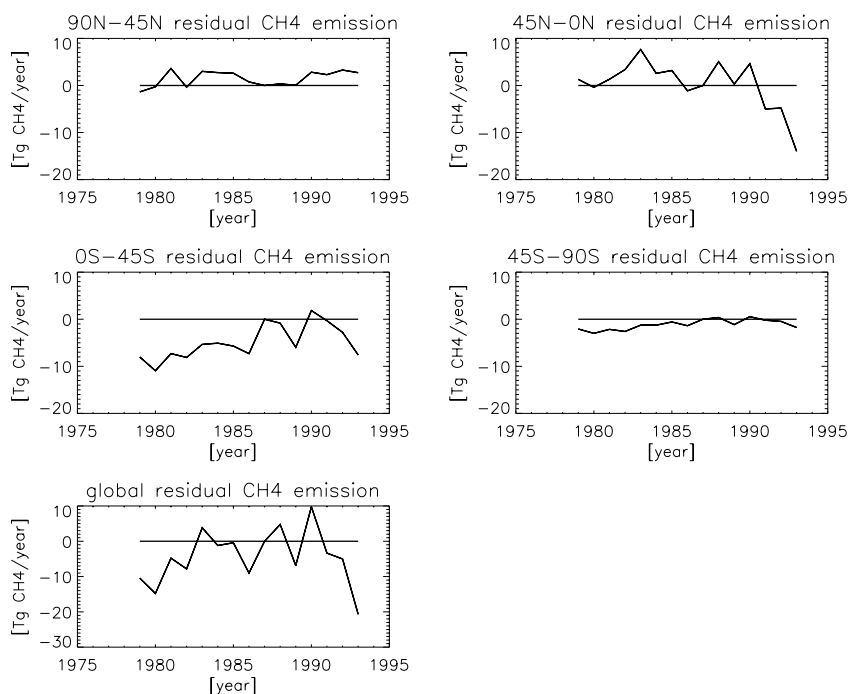 90N−45N residual CH4 emission
[Tg CH4/year]
10
0
−10
−20
1975 1980 1985 1990 1995
[year]
45N−0N residual CH4 emission
[Tg CH4/year]
10
0
−10
−20
1975 1980 1985 1990 1995
[year]
0S−45S residual CH4 emission
[Tg CH4/year]
10
0
−10
−20
1975 1980 1985 1990 1995
[year]
45S−90S residual CH4 emission
[Tg CH4/year]
10
0
−10
−20
1975 1980 1985 1990 1995
[year]
global residual CH4 emission
[Tg CH4/year]
10
0
−10
−20
−30
1975 1980 1985 1990 1995
[year]